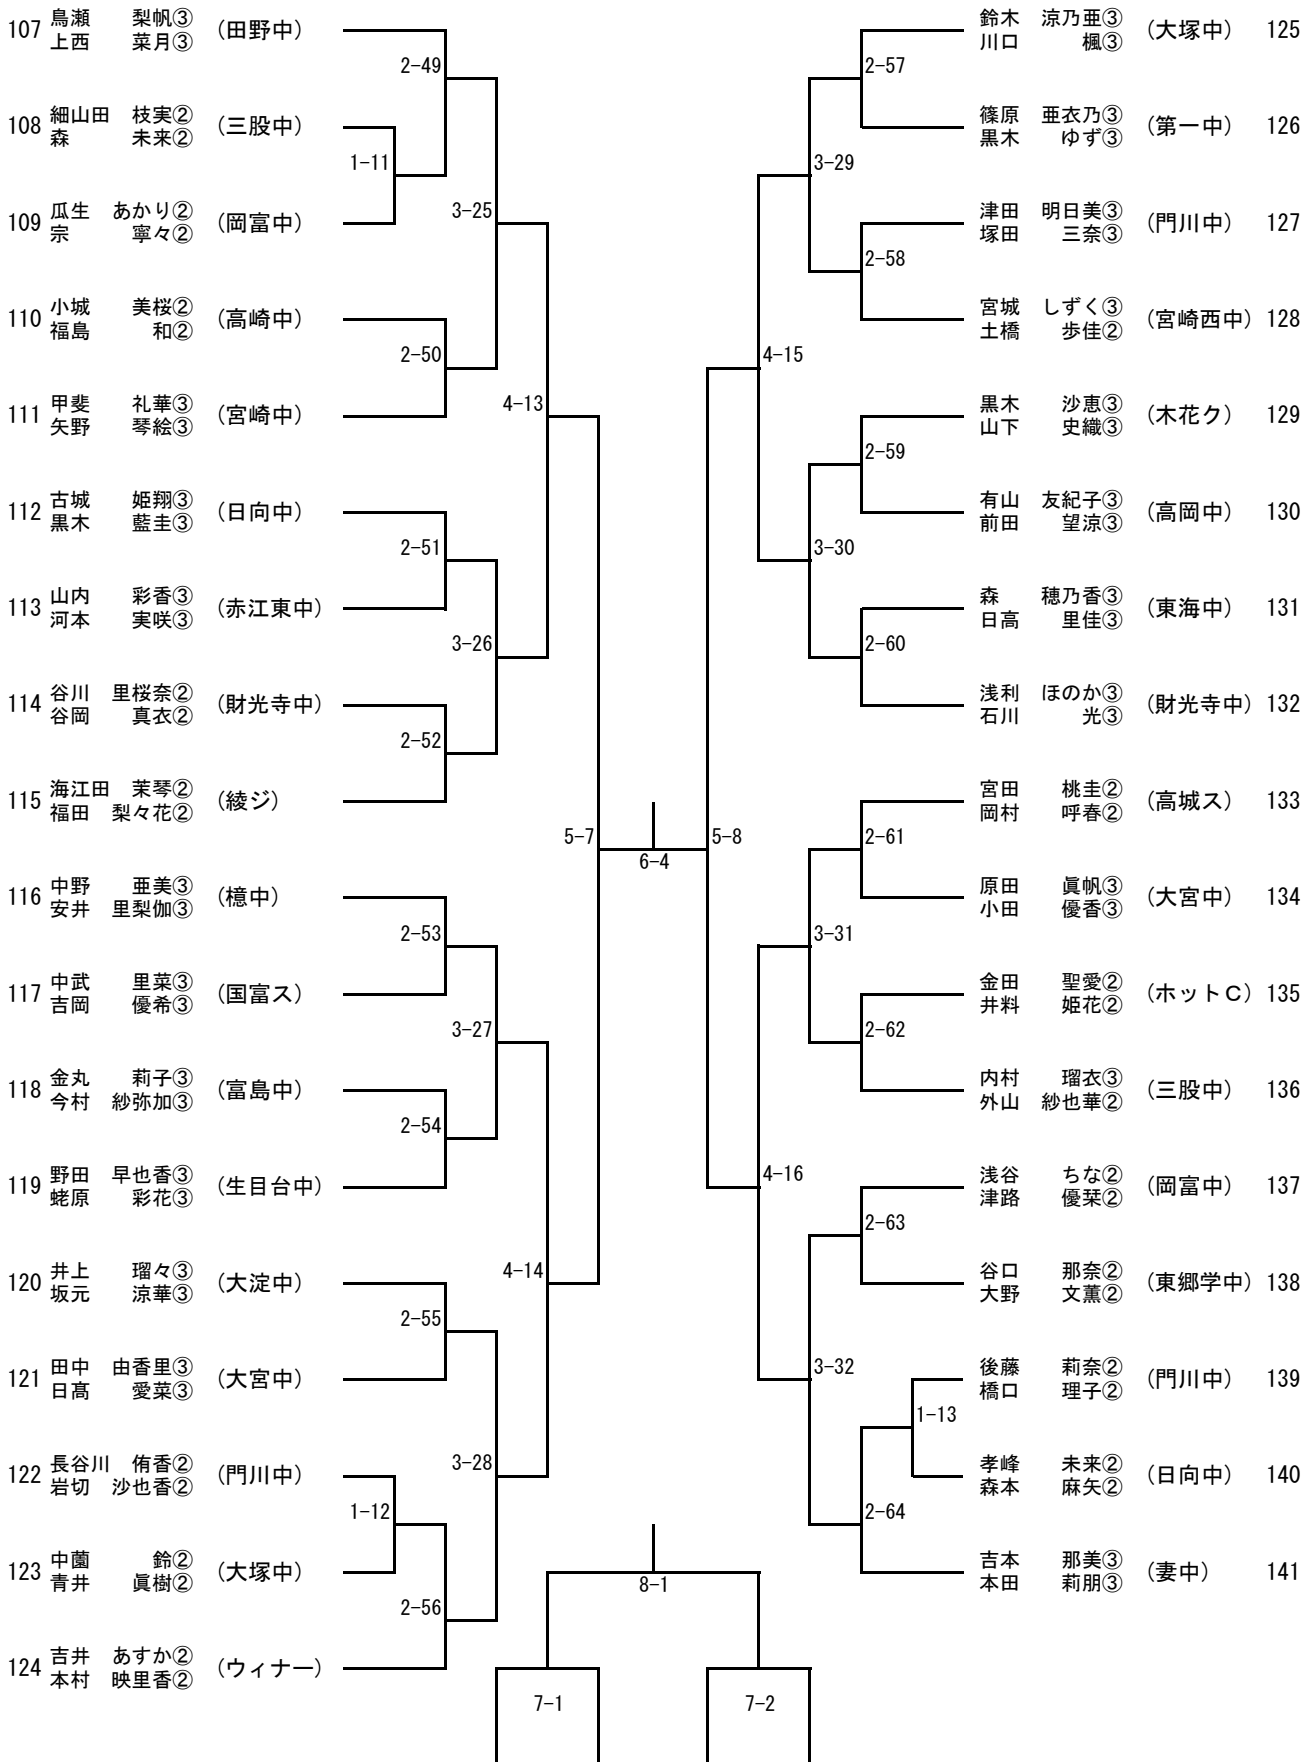 107 鳥瀬 梨帆③ (田野中)
上西 菜月③
2-49
108 細山田 枝実② (三股中)
森 未来②
1-11
109 瓜生 あかり② (岡富中)
宗 寧々②
3-25
110 小城 美桜② (高崎中)
福島 和②
2-50
111 甲斐 礼華③ (宮崎中)
矢野 琴絵③
4-13
112 古城 姫翔③ (日向中)
黒木 藍圭③
2-51
113 山内 彩香③ (赤江東中)
河本 実咲③
3-26
114 谷川 里桜奈② (財光寺中)
谷岡 真衣②
2-52
115 海江田 茉琴② (綾ジ)
福田 梨々花②
5-7
116 中野 亜美③ (檍中)
安井 里梨伽③
2-53
117 中武 里菜③ (国富ス)
吉岡 優希③
3-27
118 金丸 莉子③ (富島中)
今村 紗弥加③
2-54
119 野田 早也香③ (生目台中)
蛯原 彩花③
4-14
120 井上 瑠々③ (大淀中)
坂元 涼華③
2-55
121 田中 由香里③ (大宮中)
日髙 愛菜③
3-28
122 長谷川 侑香② (門川中)
岩切 沙也香②
1-12
123 中薗 鈴② (大塚中)
青井 眞樹②
2-56
124 吉井 あすか② (ウィナー)
本村 映里香②
6-4
8-1
7-1
7-2
鈴木 涼乃亜③ (大塚中) 125
川口 楓③
2-57
篠原 亜衣乃③ (第一中) 126
黒木 ゆず③
3-29
津田 明日美③ (門川中) 127
塚田 三奈③
2-58
宮城 しずく③ (宮崎西中) 128
土橋 歩佳②
4-15
黒木 沙恵③ (木花ク) 129
山下 史織③
2-59
有山 友紀子③ (高岡中) 130
前田 望涼③
3-30
森 穂乃香③ (東海中) 131
日高 里佳③
2-60
浅利 ほのか③ (財光寺中) 132
石川 光③
5-8
宮田 桃圭② (高城ス) 133
岡村 呼春②
2-61
原田 眞帆③ (大宮中) 134
小田 優香③
3-31
金田 聖愛② (ホットC) 135
井料 姫花②
2-62
内村 瑠衣③ (三股中) 136
外山 紗也華②
4-16
浅谷 ちな② (岡富中) 137
津路 優栞②
2-63
谷口 那奈② (東郷学中) 138
大野 文薫②
3-32
後藤 莉奈② (門川中) 139
橋口 理子②
1-13
孝峰 未来② (日向中) 140
森本 麻矢②
2-64
吉本 那美③ (妻中) 141
本田 莉朋③